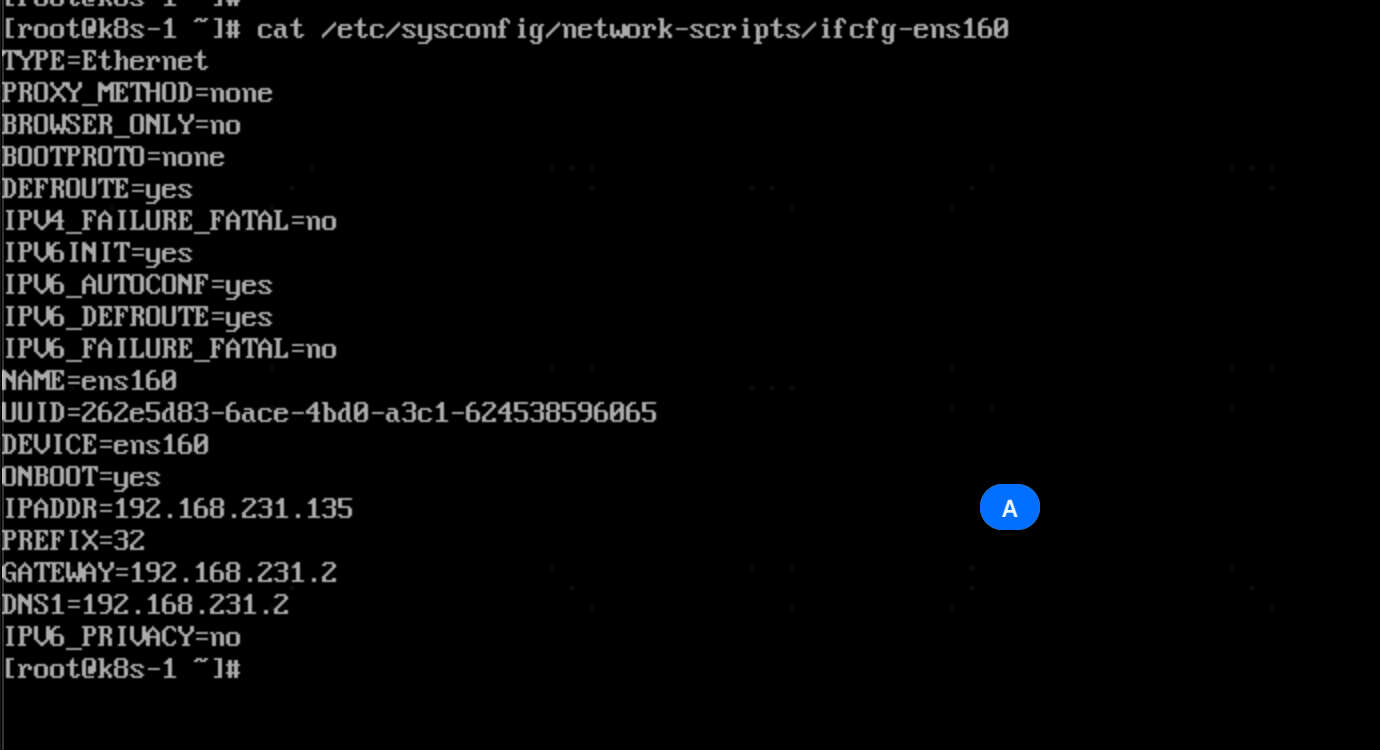 [root@k8s-1 ~]#
[root@k8s-1 ~]# cat /etc/sysconfig/network-scripts/ifcfg-ens160
TYPE=Ethernet
PROXY_METHOD=none
BROWSER_ONLY=no
BOOTPROTO=none
DEFROUTE=yes
IPV4_FAILURE_FATAL=no
IPV6INIT=yes
IPV6_AUTOCONF=yes
IPV6_DEFROUTE=yes
IPV6_FAILURE_FATAL=no
NAME=ens160
UUID=262e5d83-6ace-4bd0-a3c1-624538596065
DEVICE=ens160
ONBOOT=yes
IPADDR=192.168.231.135
A
PREFIX=32
GATEWAY=192.168.231.2
DNS1=192.168.231.2
IPV6_PRIVACY=no
[root@k8s-1 ~]#